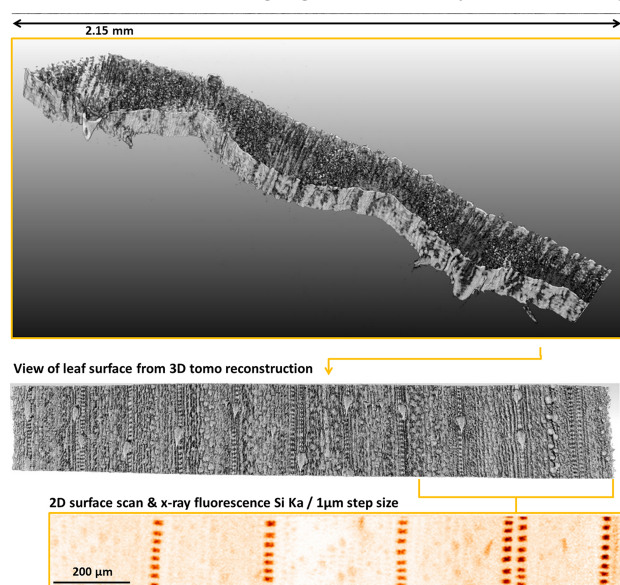 2.15 mm
View of leaf surface from 3D tomo reconstruction
2D surface scan & x-ray fluorescence Si Ka / 1µm step size
200 µm